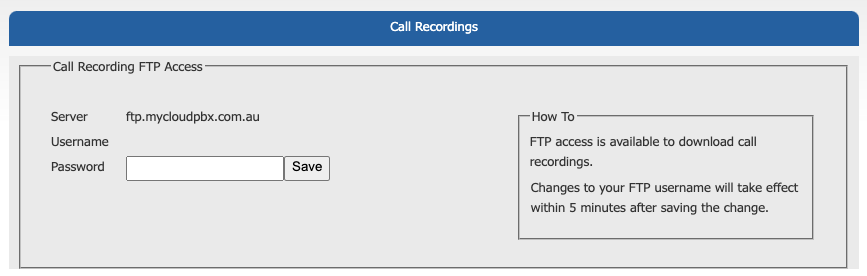 Call Recordings
Call Recording FTP Access
Server ftp.mycloudpbx.com.au
Username
Password Save
How To
FTP access is available to download call
recordings.
Changes to your FTP username will take effect
within 5 minutes after saving the change.